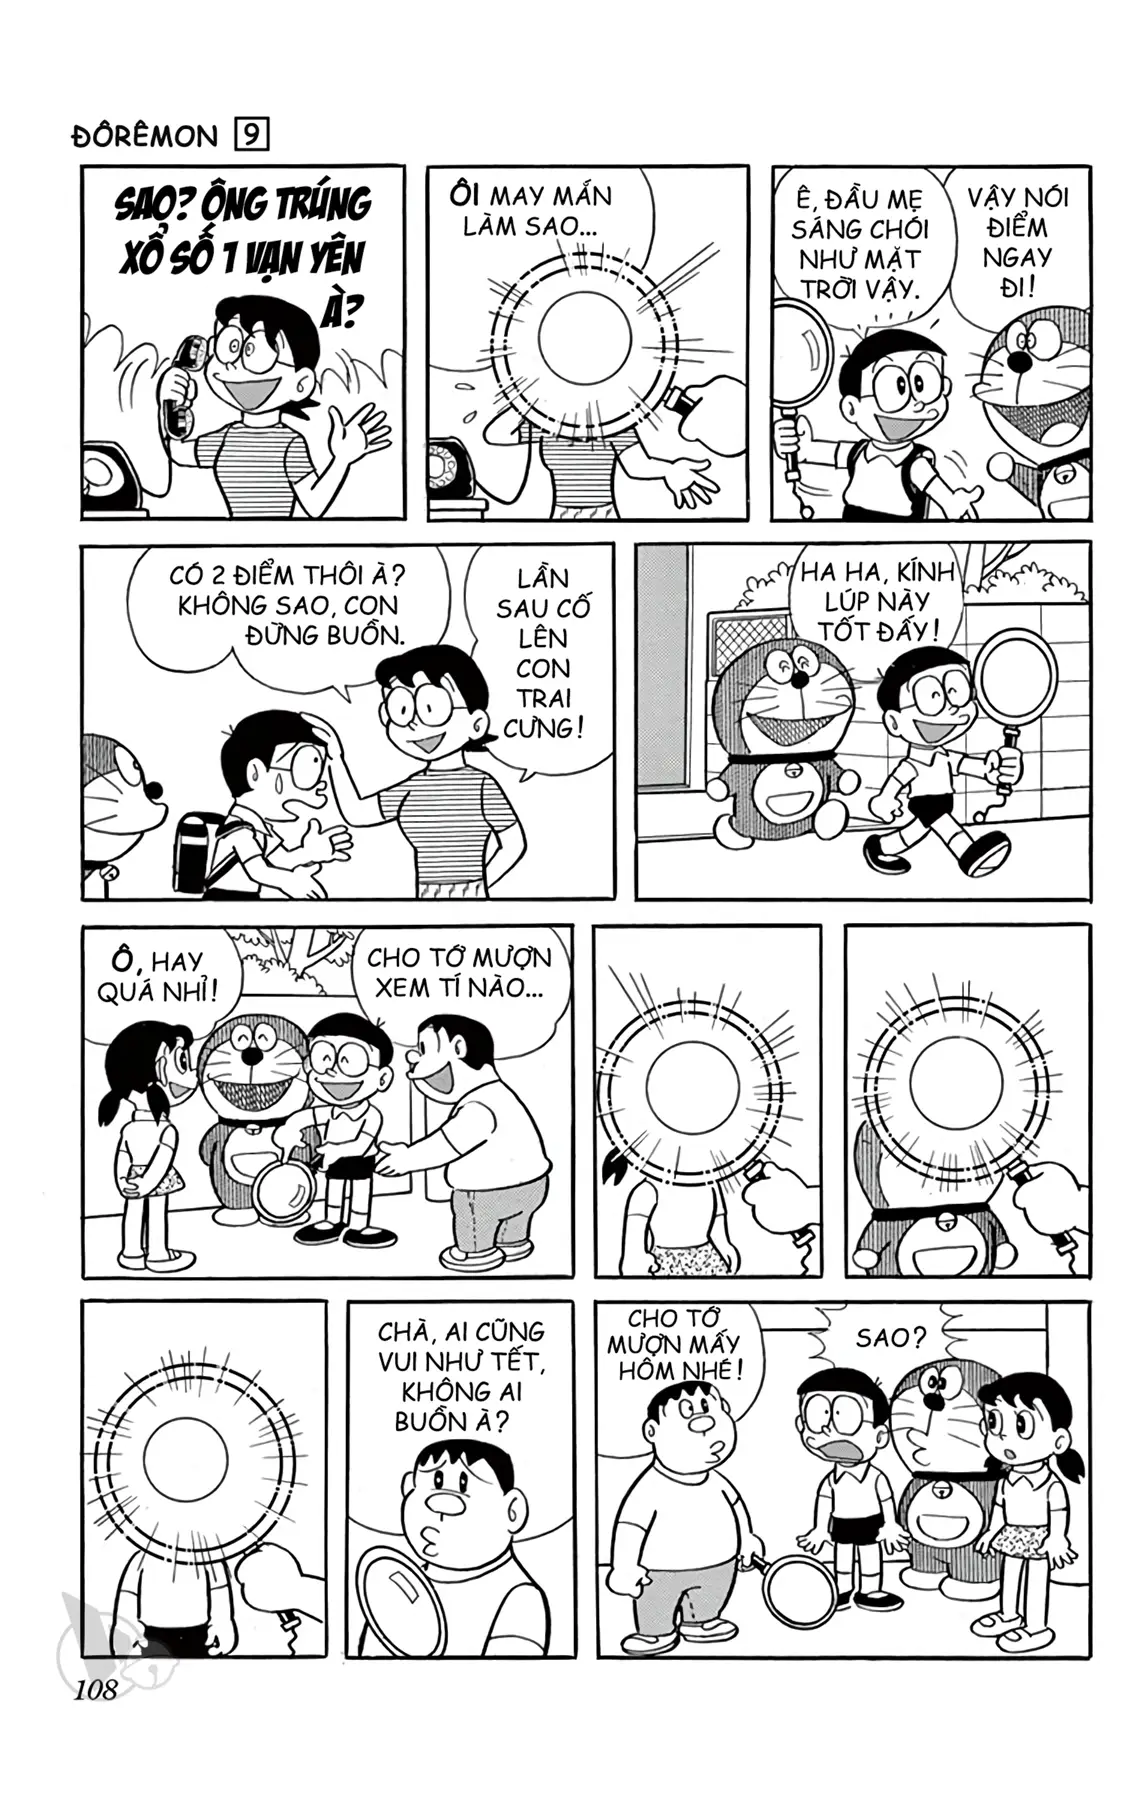 ĐÔRÊMON 9
SAO? ÔNG TRÚNG
XỔ SỐ 1 VẠN YÊN
À?
ÔI MAY MẮN
LÀM SAO...
Ê, ĐẦU MẸ
SÁNG CHÓI
NHƯ MẶT
TRỜI VẬY.
VẬY NÓI
ĐIỂM
NGAY
ĐI!
CÓ 2 ĐIỂM THÔI À?
KHÔNG SAO, CON
ĐỪNG BUỒN.
LẦN
SAU CỐ
LÊN
CON
TRAI
CƯNG!
HA HA, KÍNH
LÚP NÀY
TỐT ĐẤY!
Ô, HAY
QUÁ NHỈ!
CHO TỚ MƯỢN
XEM TÍ NÀO...
CHÀ, AI CŨNG
VUI NHƯ TẾT,
KHÔNG AI
BUỒN À?
CHO TỚ
MƯỢN MẤY
HÔM NHÉ!
SAO?
108